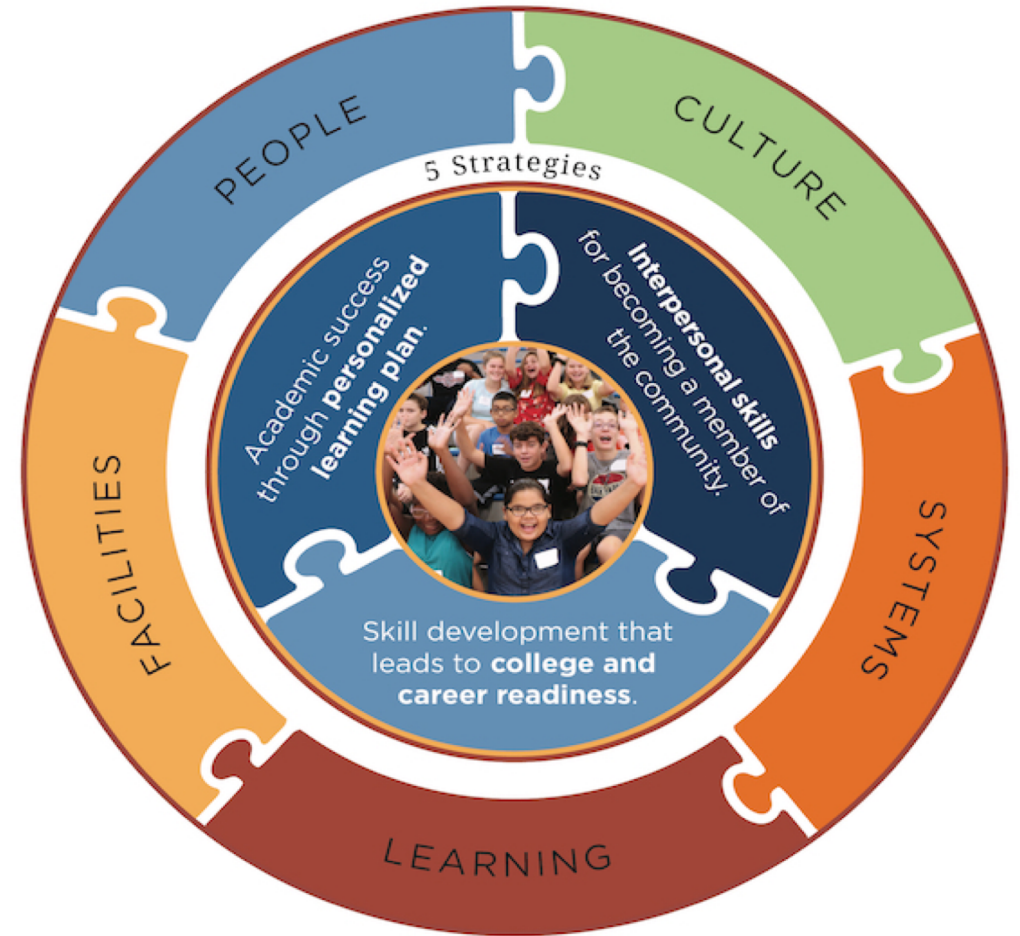 PEOPLE
CULTURE
5 Strategies
Academic success
through personalized
learning plan.
Interpersonal skills
for becoming a member of
the community.
FACILITIES
SYSTEMS
Skill development that
leads to college and
career readiness.
LEARNING